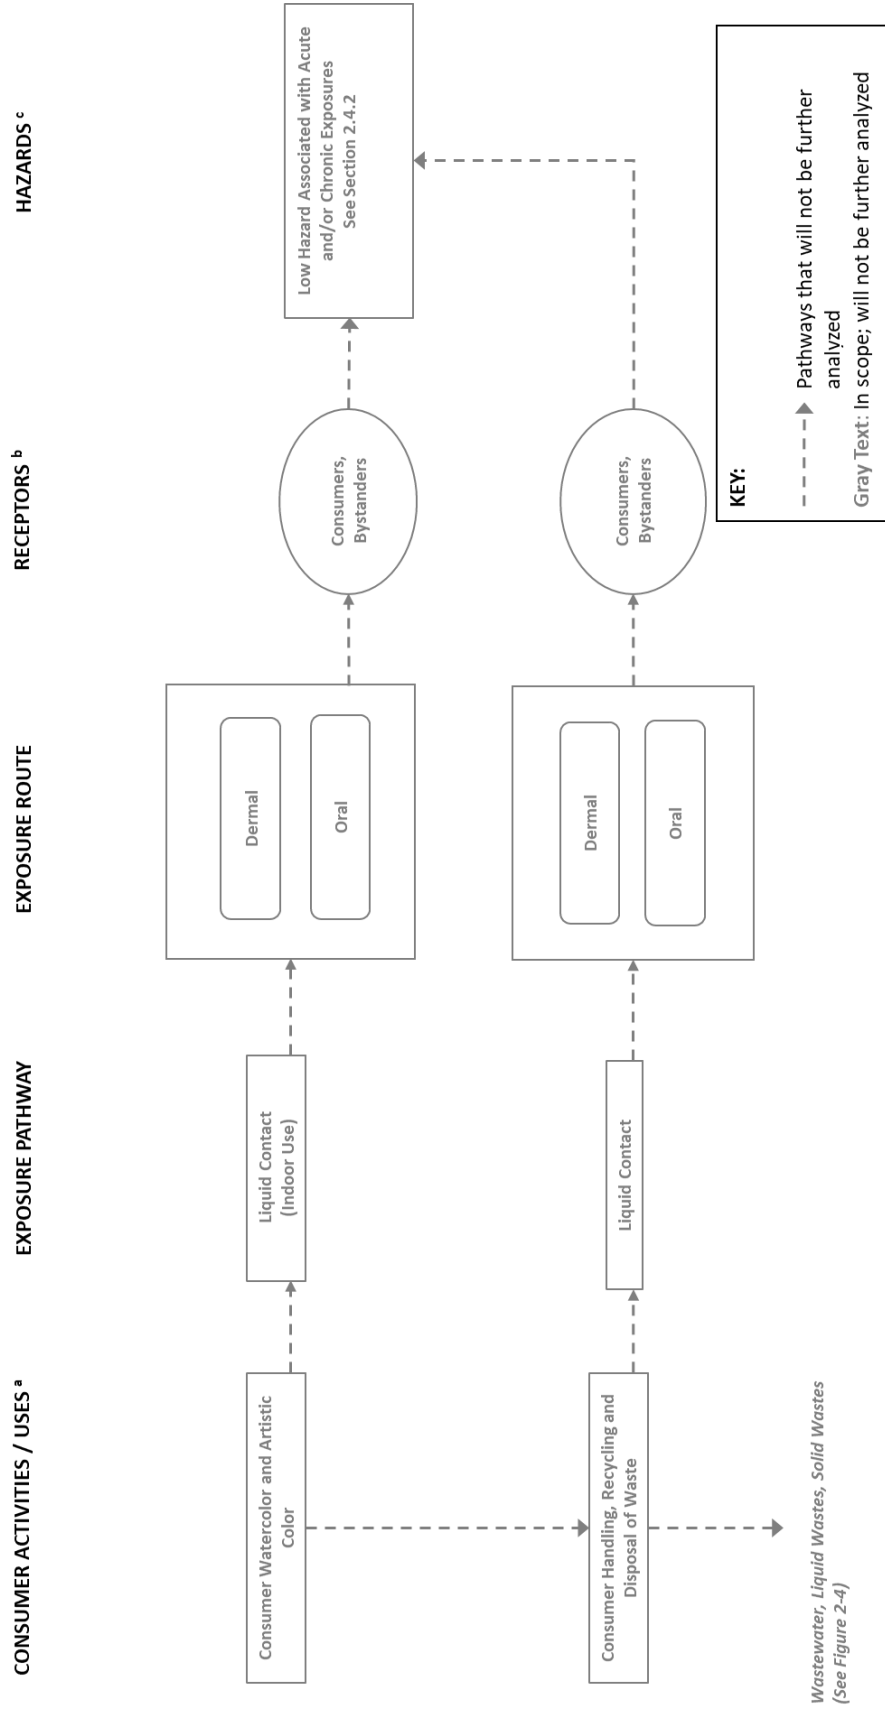 CONSUMER ACTIVITIES / USES a
EXPOSURE PATHWAY
EXPOSURE ROUTE
RECEPTORS b
HAZARDS c
Consumer Watercolor and Artistic
Color
Liquid Contact
(Indoor Use)
Dermal
Oral
Consumers,
Bystanders
Low Hazard Associated with Acute
and/or Chronic Exposures
See Section 2.4.2
Consumer Handling, Recycling and
Disposal of Waste
Liquid Contact
Dermal
Oral
Consumers,
Bystanders
Wastewater, Liquid Wastes, Solid Wastes
(See Figure 2-4)
KEY:
Pathways that will not be further
analyzed
Gray Text: In scope; will not be further analyzed